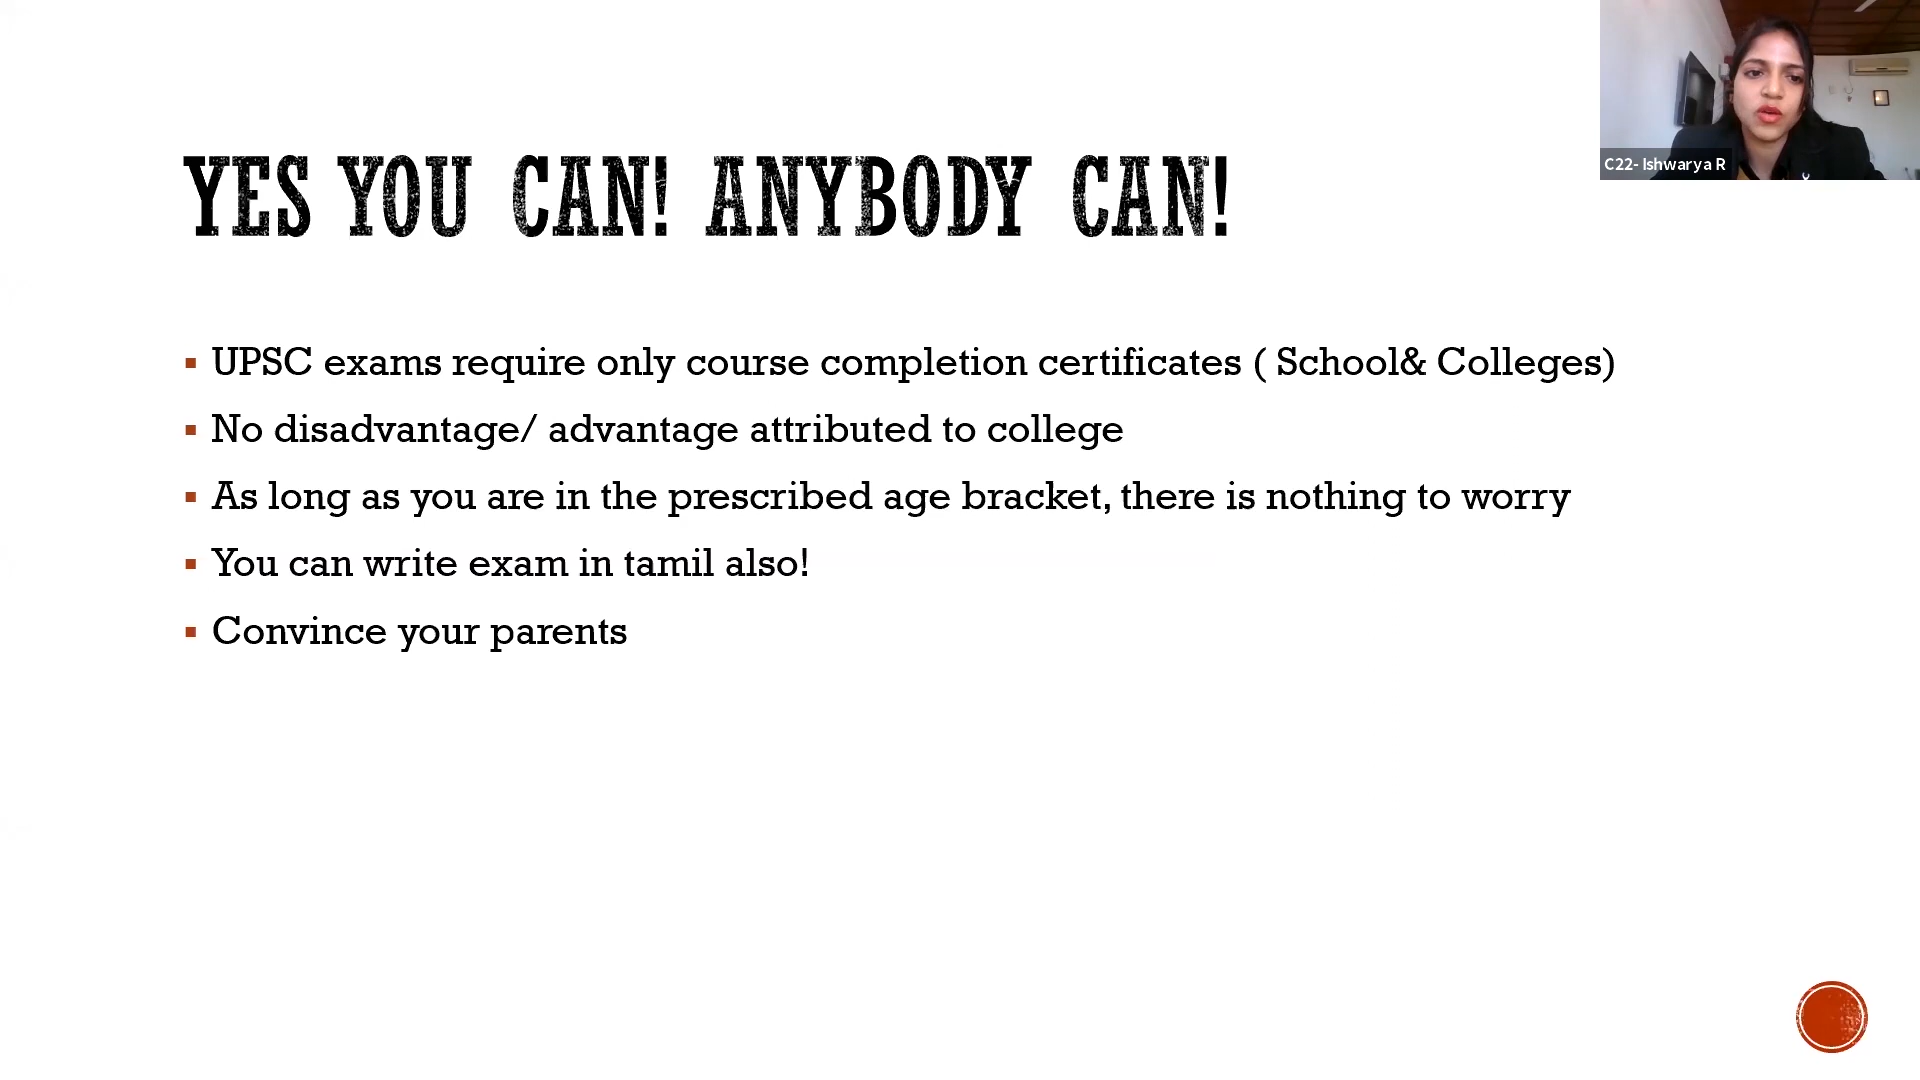 C22- Ishwarya R
YES YOU CAN! ANYBODY CAN!
UPSC exams require only course completion certificates ( School& Colleges)
No disadvantage/ advantage attributed to college
As long as you are in the prescribed age bracket, there is nothing to worry
You can write exam in tamil also!
Convince your parents